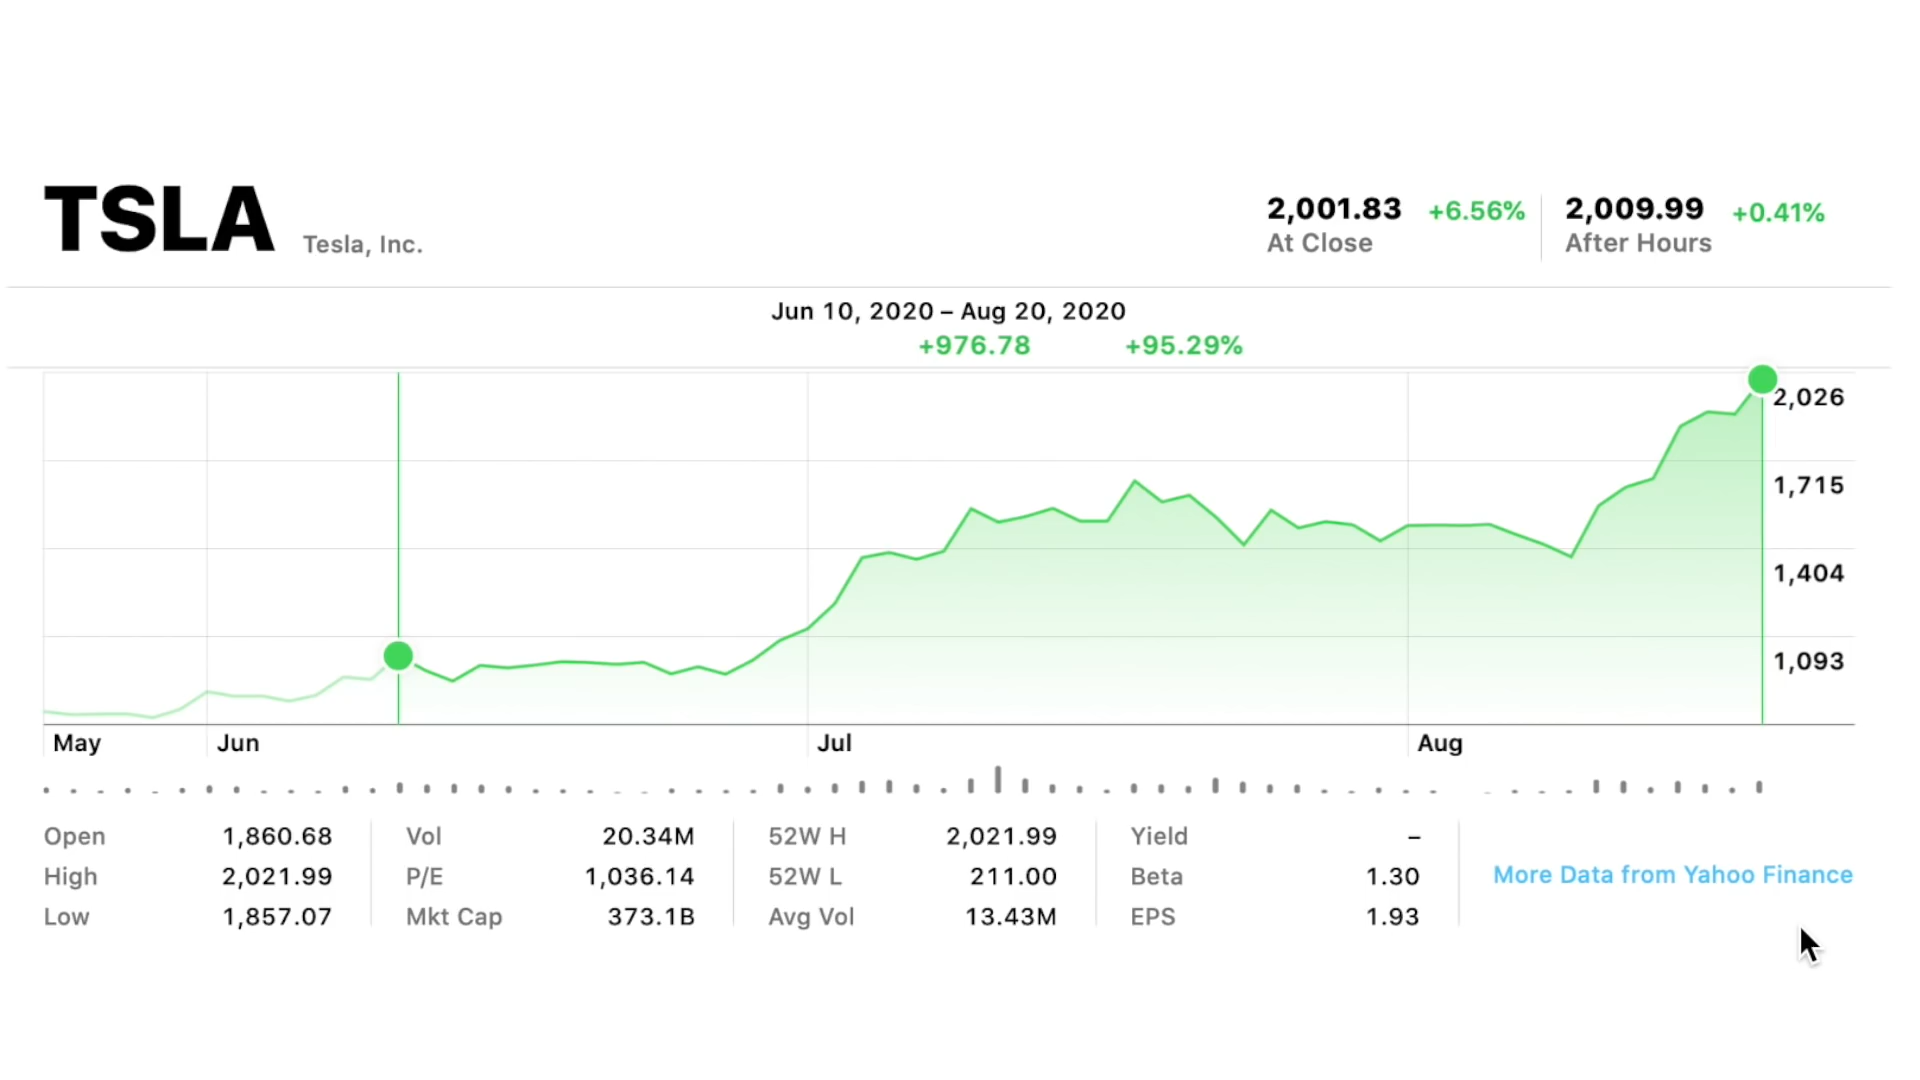 TSLA Tesla, Inc.
2,001.83 +6.56%
At Close
2,009.99 +0.41%
After Hours
Jun 10, 2020 – Aug 20, 2020
+976.78 +95.29%
2,026
1,715
1,404
1,093
May Jun Jul Aug
Open 1,860.68
High 2,021.99
Low 1,857.07
Vol 20.34M
P/E 1,036.14
Mkt Cap 373.1B
52W H 2,021.99
52W L 211.00
Avg Vol 13.43M
Yield –
Beta 1.30
EPS 1.93
More Data from Yahoo Finance